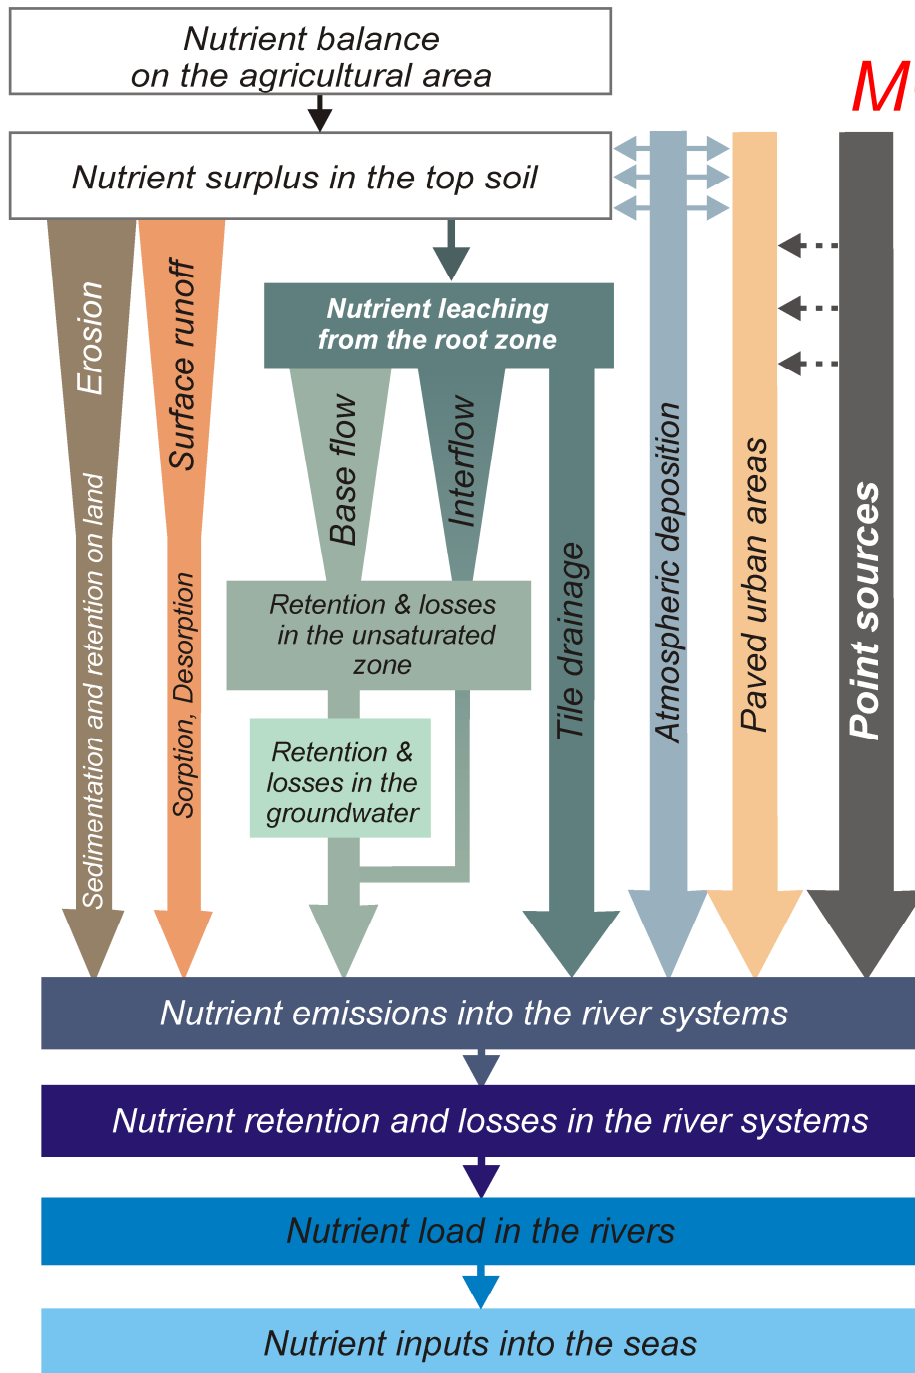 Nutrient balance
on the agricultural area
Nutrient surplus in the top soil
Erosion
Sedimentation and retention on land
Surface runoff
Sorption, Desorption
Nutrient leaching
from the root zone
Base flow
Interflow
Retention & losses
in the unsaturated
zone
Retention &
losses in the
groundwater
Tile drainage
Atmospheric deposition
Paved urban areas
Point sources
Nutrient emissions into the river systems
Nutrient retention and losses in the river systems
Nutrient load in the rivers
Nutrient inputs into the seas